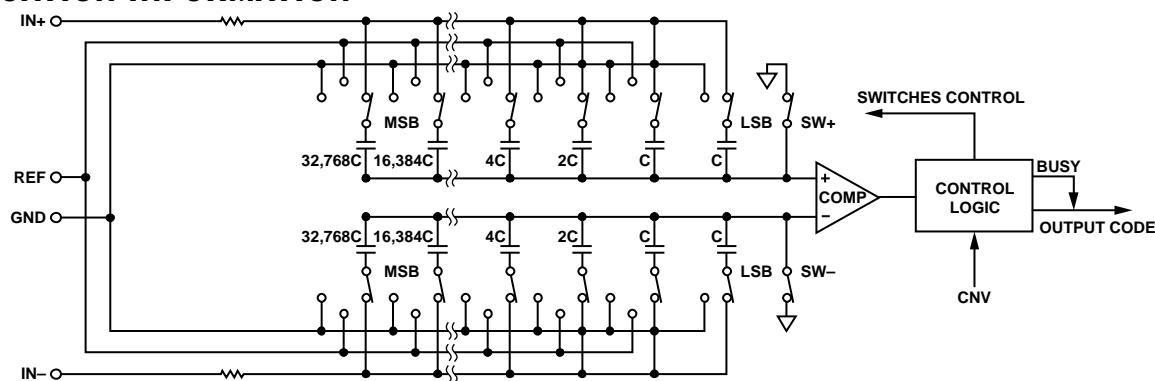 IN+
MSB
LSB
SW+
SWITCHES CONTROL
32,768C
16,384C
4C
2C
C
C
BUSY
REF
+
COMP
–
CONTROL
LOGIC
GND
OUTPUT CODE
32,768C
16,384C
4C
2C
C
C
MSB
LSB
SW–
CNV
IN–